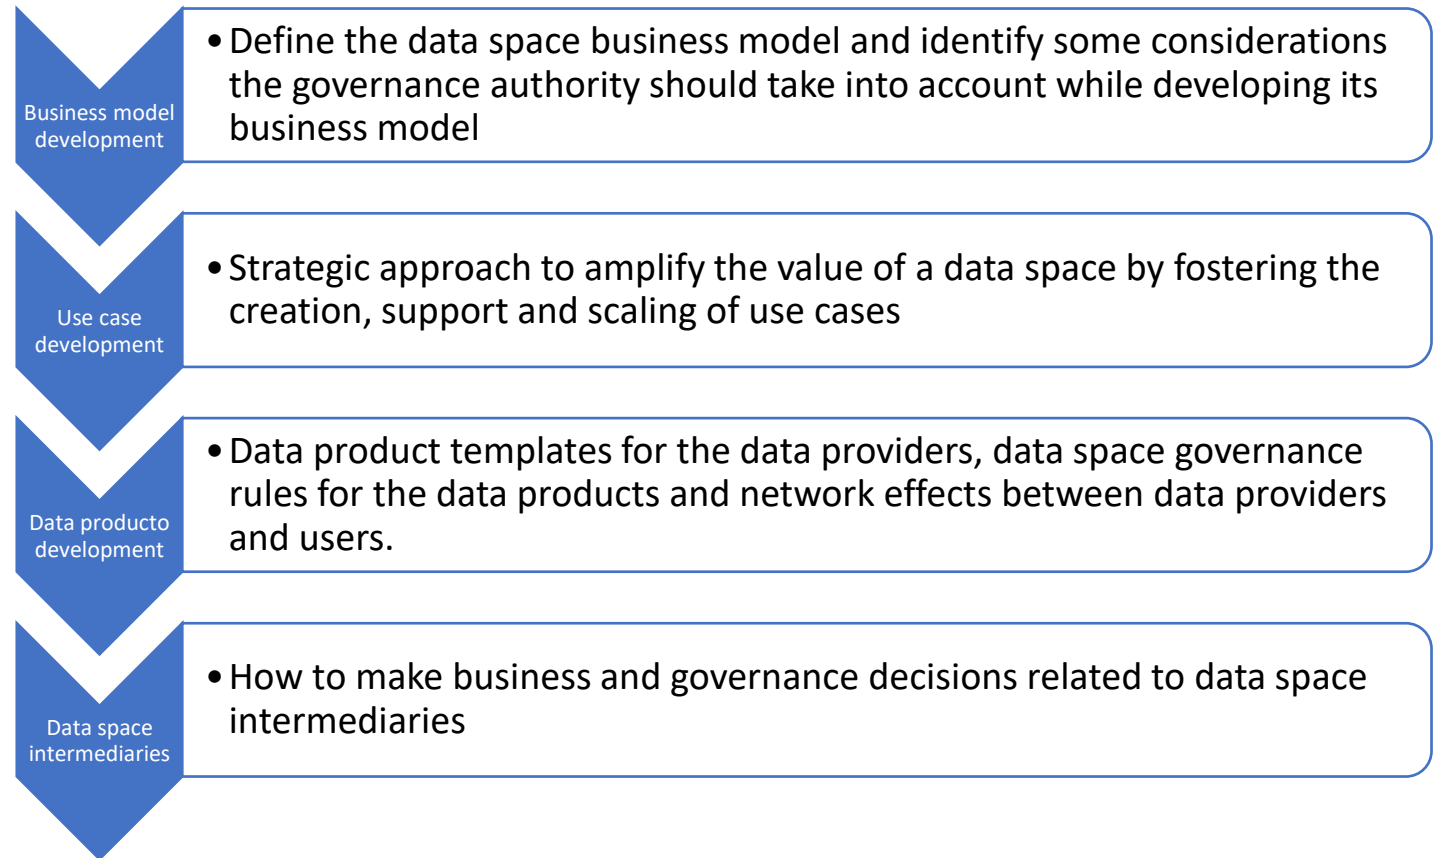 Business model
development
•Define the data space business model and identify some considerations
the governance authority should take into account while developing its
business model
Use case
development
•Strategic approach to amplify the value of a data space by fostering the
creation, support and scaling of use cases
Data producto
development
•Data product templates for the data providers, data space governance
rules for the data products and network effects between data providers
and users.
Data space
intermediaries
•How to make business and governance decisions related to data space
intermediaries